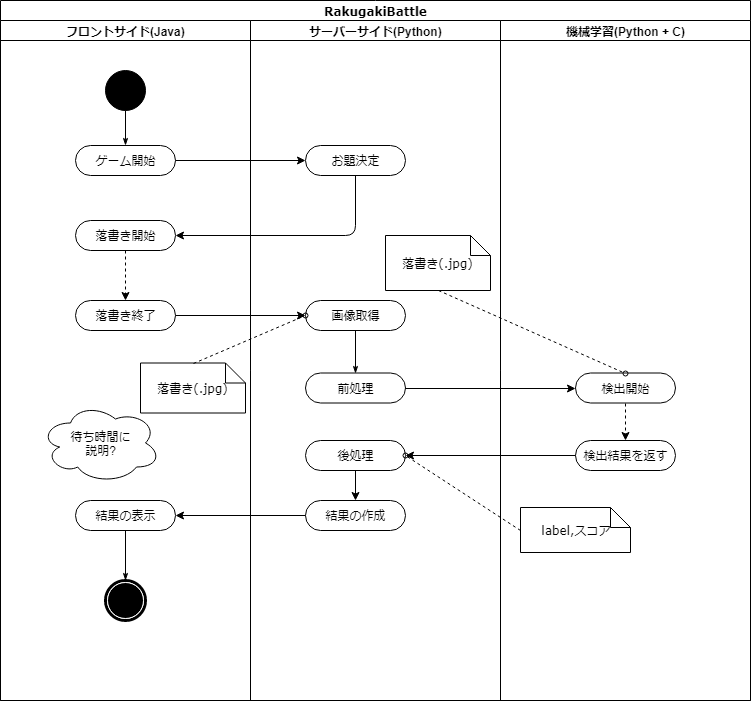 RakugakiBattle
フロントサイド(Java)
サーバーサイド(Python)
機械学習(Python + C)
ゲーム開始
お題決定
落書き開始
落書き(.jpg)
落書き終了
画像取得
落書き(.jpg)
前処理
検出開始
待ち時間に
説明?
後処理
検出結果を返す
結果の表示
結果の作成
label,スコア